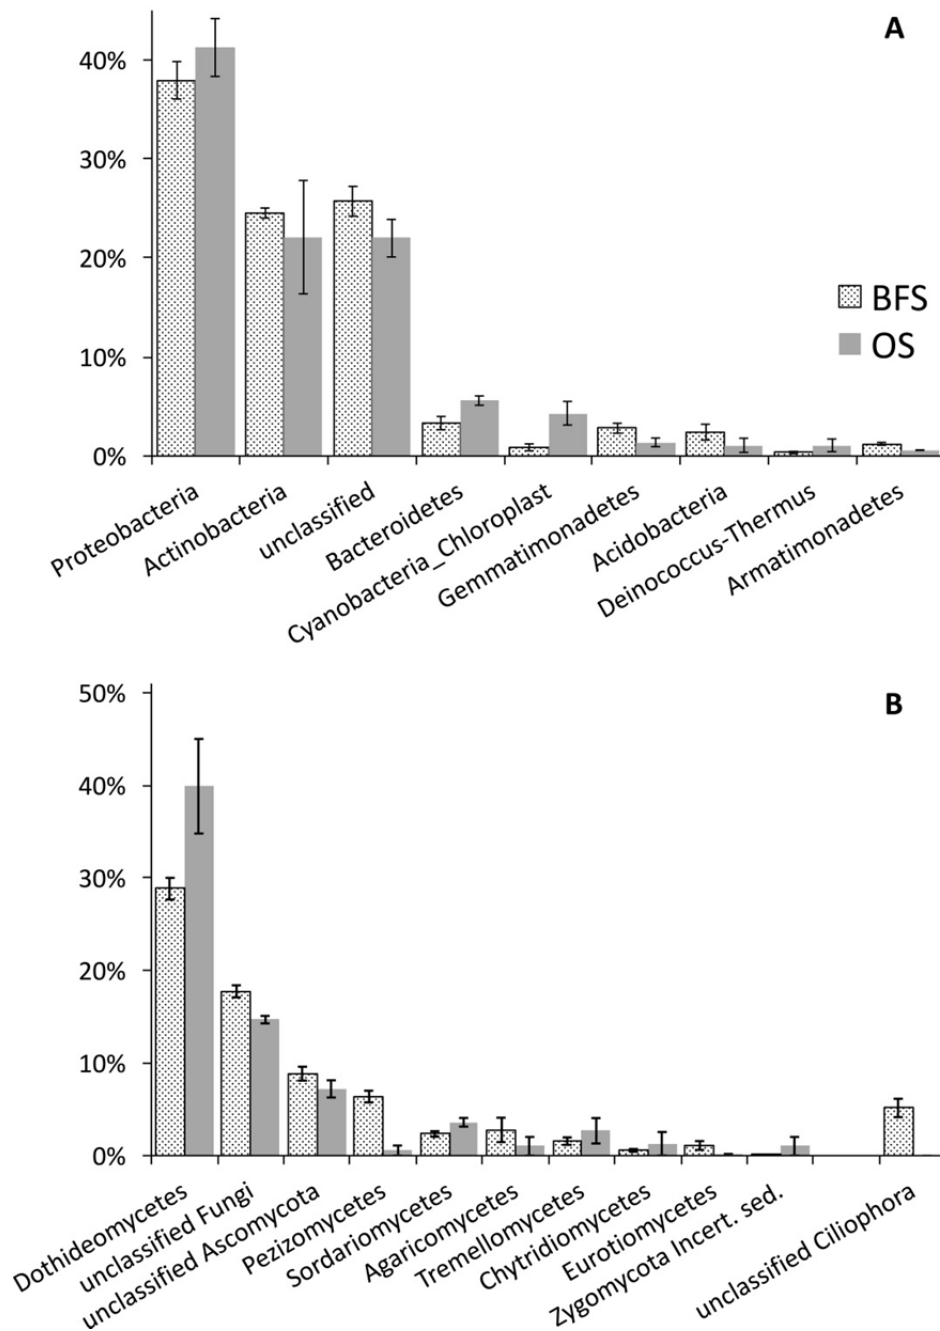 A
40%
30%
20%
10%
0%
BFS
OS
Proteobacteria
Actinobacteria
unclassified
Bacteroidetes
Cyanobacteria_Chloroplast
Gemmatimonadetes
Acidobacteria
Deinococcus-Thermus
Armatimonadetes
B
50%
40%
30%
20%
10%
0%
Dothideomycetes
unclassified Fungi
unclassified Ascomycota
Pezizomycetes
Sordariomycetes
Agaricomycetes
Tremellomycetes
Chytridiomycetes
Eurotiomycetes
Zygomycota Incert. sed.
unclassified Ciliophora